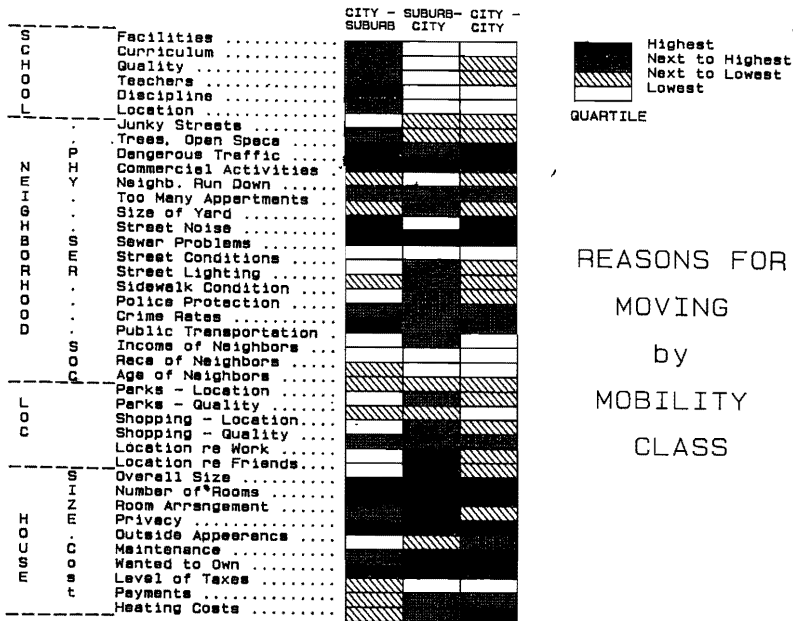 CITY - SUBURB- CITY -
SUBURB CITY CITY
S Facilities
C Curriculum
H Quality
O Teachers
O Discipline
L Location
. Junky Streets
. Trees, Open Space
P Dangerous Traffic
N H Commercial Activities
E Y Neighb. Run Down
I . Too Many Appartments
G . Size of Yard
H . Street Noise
B S Sewer Problems
O E Street Conditions
R R Street Lighting
H . Sidewalk Condition
O . Police Protection
O . Crime Rates
D . Public Transportation
S Income of Neighbors
O Race of Neighbors
C Age of Neighbors
Parks - Location
L Parks - Quality
O Shopping - Location
C Shopping - Quality
Location re Work
Location re Friends
S Overall Size
I Number of Rooms
Z Room Arrangement
H E Privacy
O . Outside Appearence
U C Maintenance
S o Wanted to Own
E s Level of Taxes
t Payments
Heating Costs
Highest
Next to Highest
Next to Lowest
Lowest
QUARTILE
REASONS FOR
MOVING
by
MOBILITY
CLASS